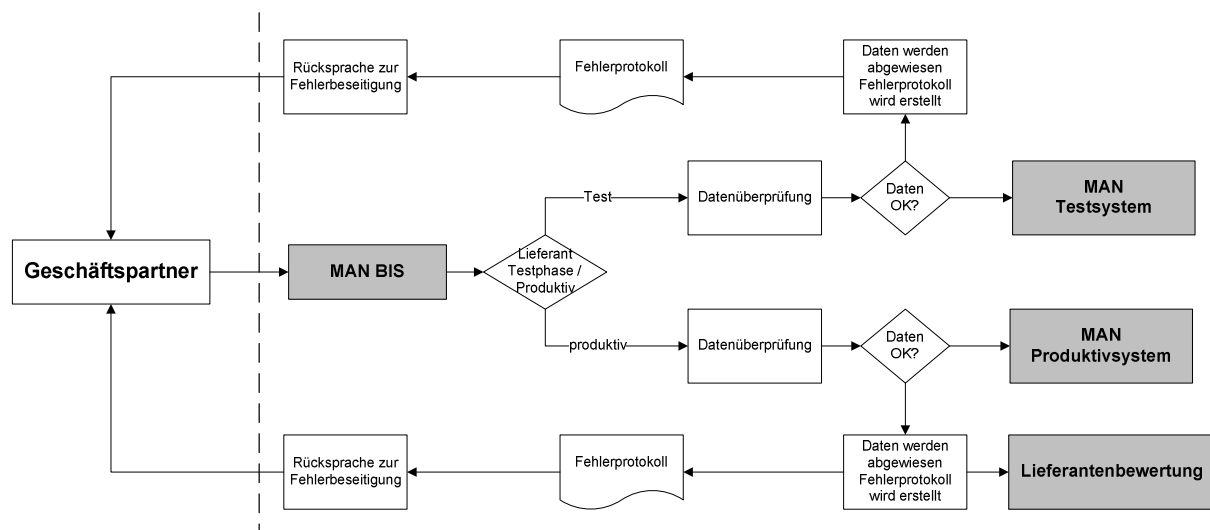 Rücksprache zur
Fehlerbeseitigung
Fehlerprotokoll
Daten werden
abgewiesen
Fehlerprotokoll
wird erstellt
Test
Datenüberprüfung
Daten
OK?
MAN
Testsystem
Geschäftspartner
MAN BIS
Lieferant
Testphase /
Produktiv
produktiv
Datenüberprüfung
Daten
OK?
MAN
Produktivsystem
Rücksprache zur
Fehlerbeseitigung
Fehlerprotokoll
Daten werden
abgewiesen
Fehlerprotokoll
wird erstellt
Lieferantenbewertung